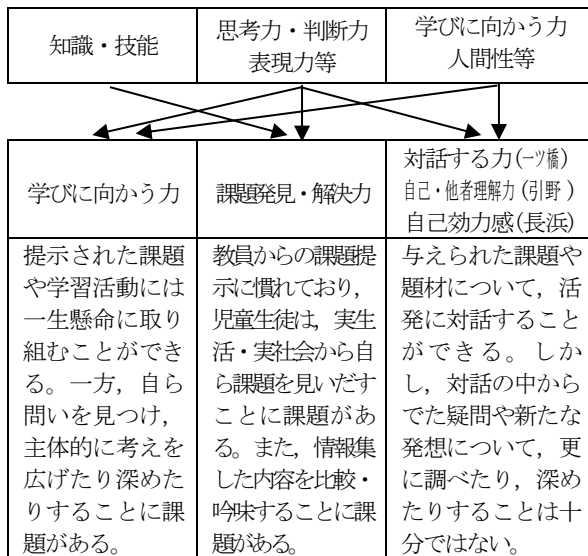 知識・技能
思考力・判断力
表現力等
学びに向かう力
人間性等
学びに向かう力
課題発見・解決力
対話する力(一ツ橋)
自己・他者理解力(引野)
自己効力感(長浜)
提示された課題
や学習活動には
一生懸命に取り
組むことができ
る。一方，自ら
問いを見つけ，
主体的に考えを
広げたり深めた
りすることに課
題がある。
教員からの課題提
示に慣れており，
児童生徒は，実生
活・実社会から自
ら課題を見いだす
ことに課題があ
る。また，情報集
した内容を比較・
吟味することに課
題がある。
与えられた課題や
題材について，活
発に対話すること
ができる。しか
し，対話の中から
でた疑問や新たな
発想について，更
に調べたり，深め
たりすることは十
分ではない。